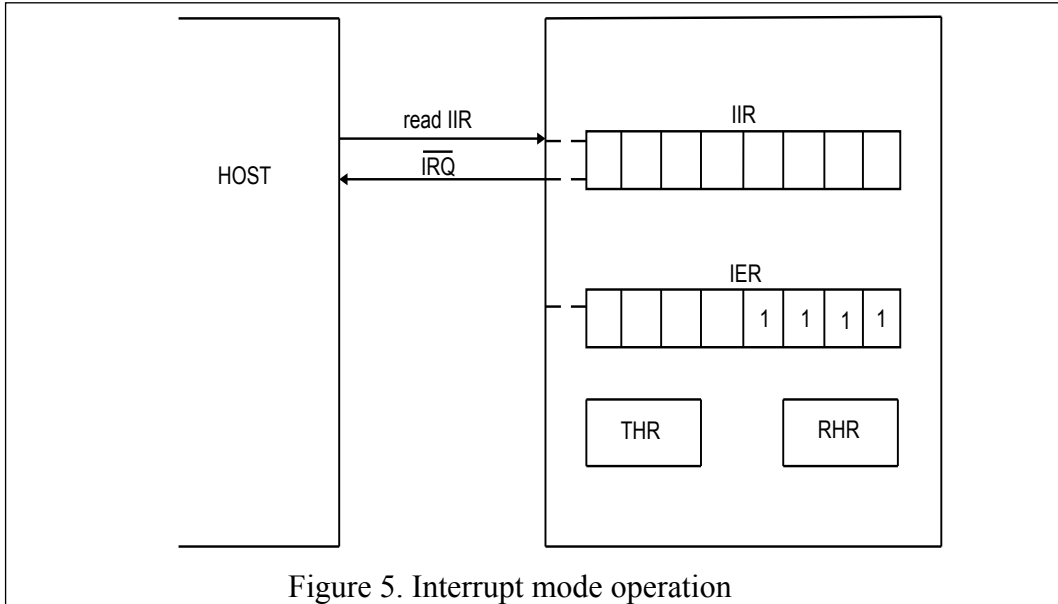 read IIR
IIR
HOST
IRQ
IER
1 1 1 1
THR
RHR
Figure 5. Interrupt mode operation